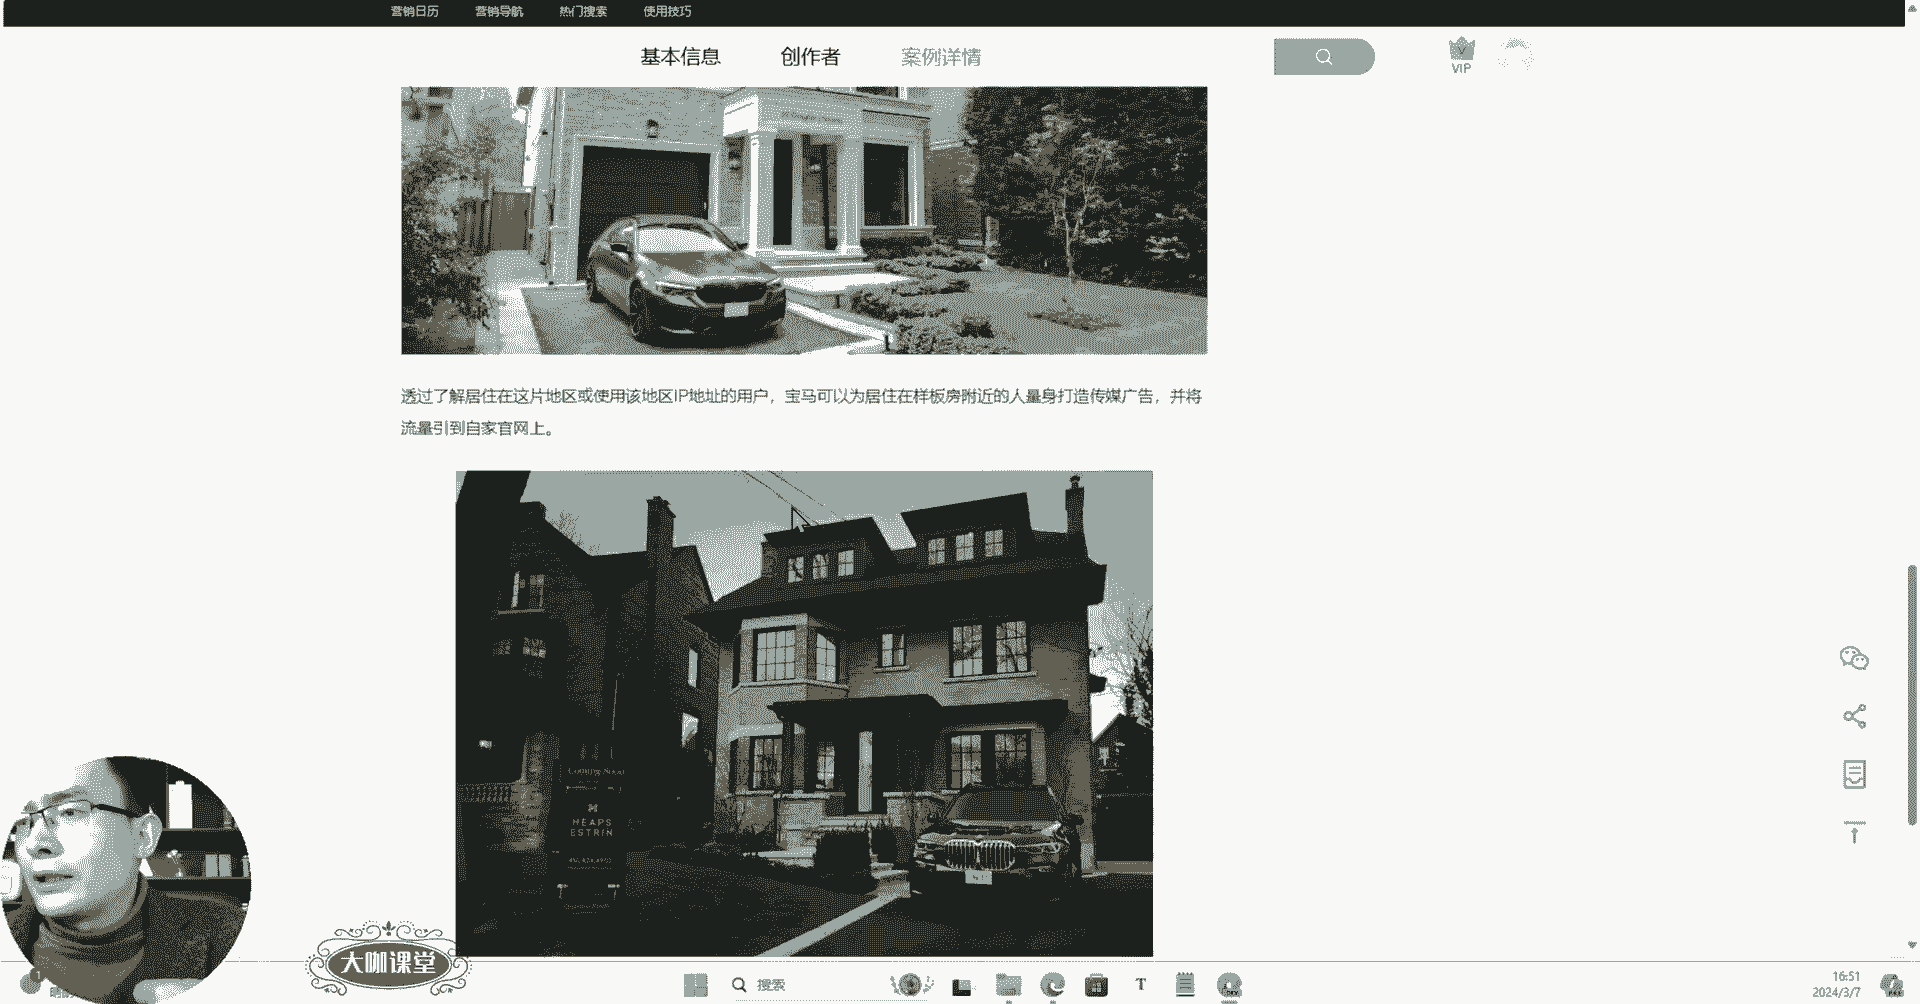 营销日历 营销导航 热门搜索 使用技巧
基本信息 创作者 案例详情
VIP
透过了解居住在这片地区或使用该地区IP地址的用户，宝马可以为居住在样板房附近的人量身打造传媒广告，并将
流量引到自家官网上。
Coming Soon
HEAPS
ESTRIN
大咖课堂
1
搜索
T
DEV
16:51
2024/3/7